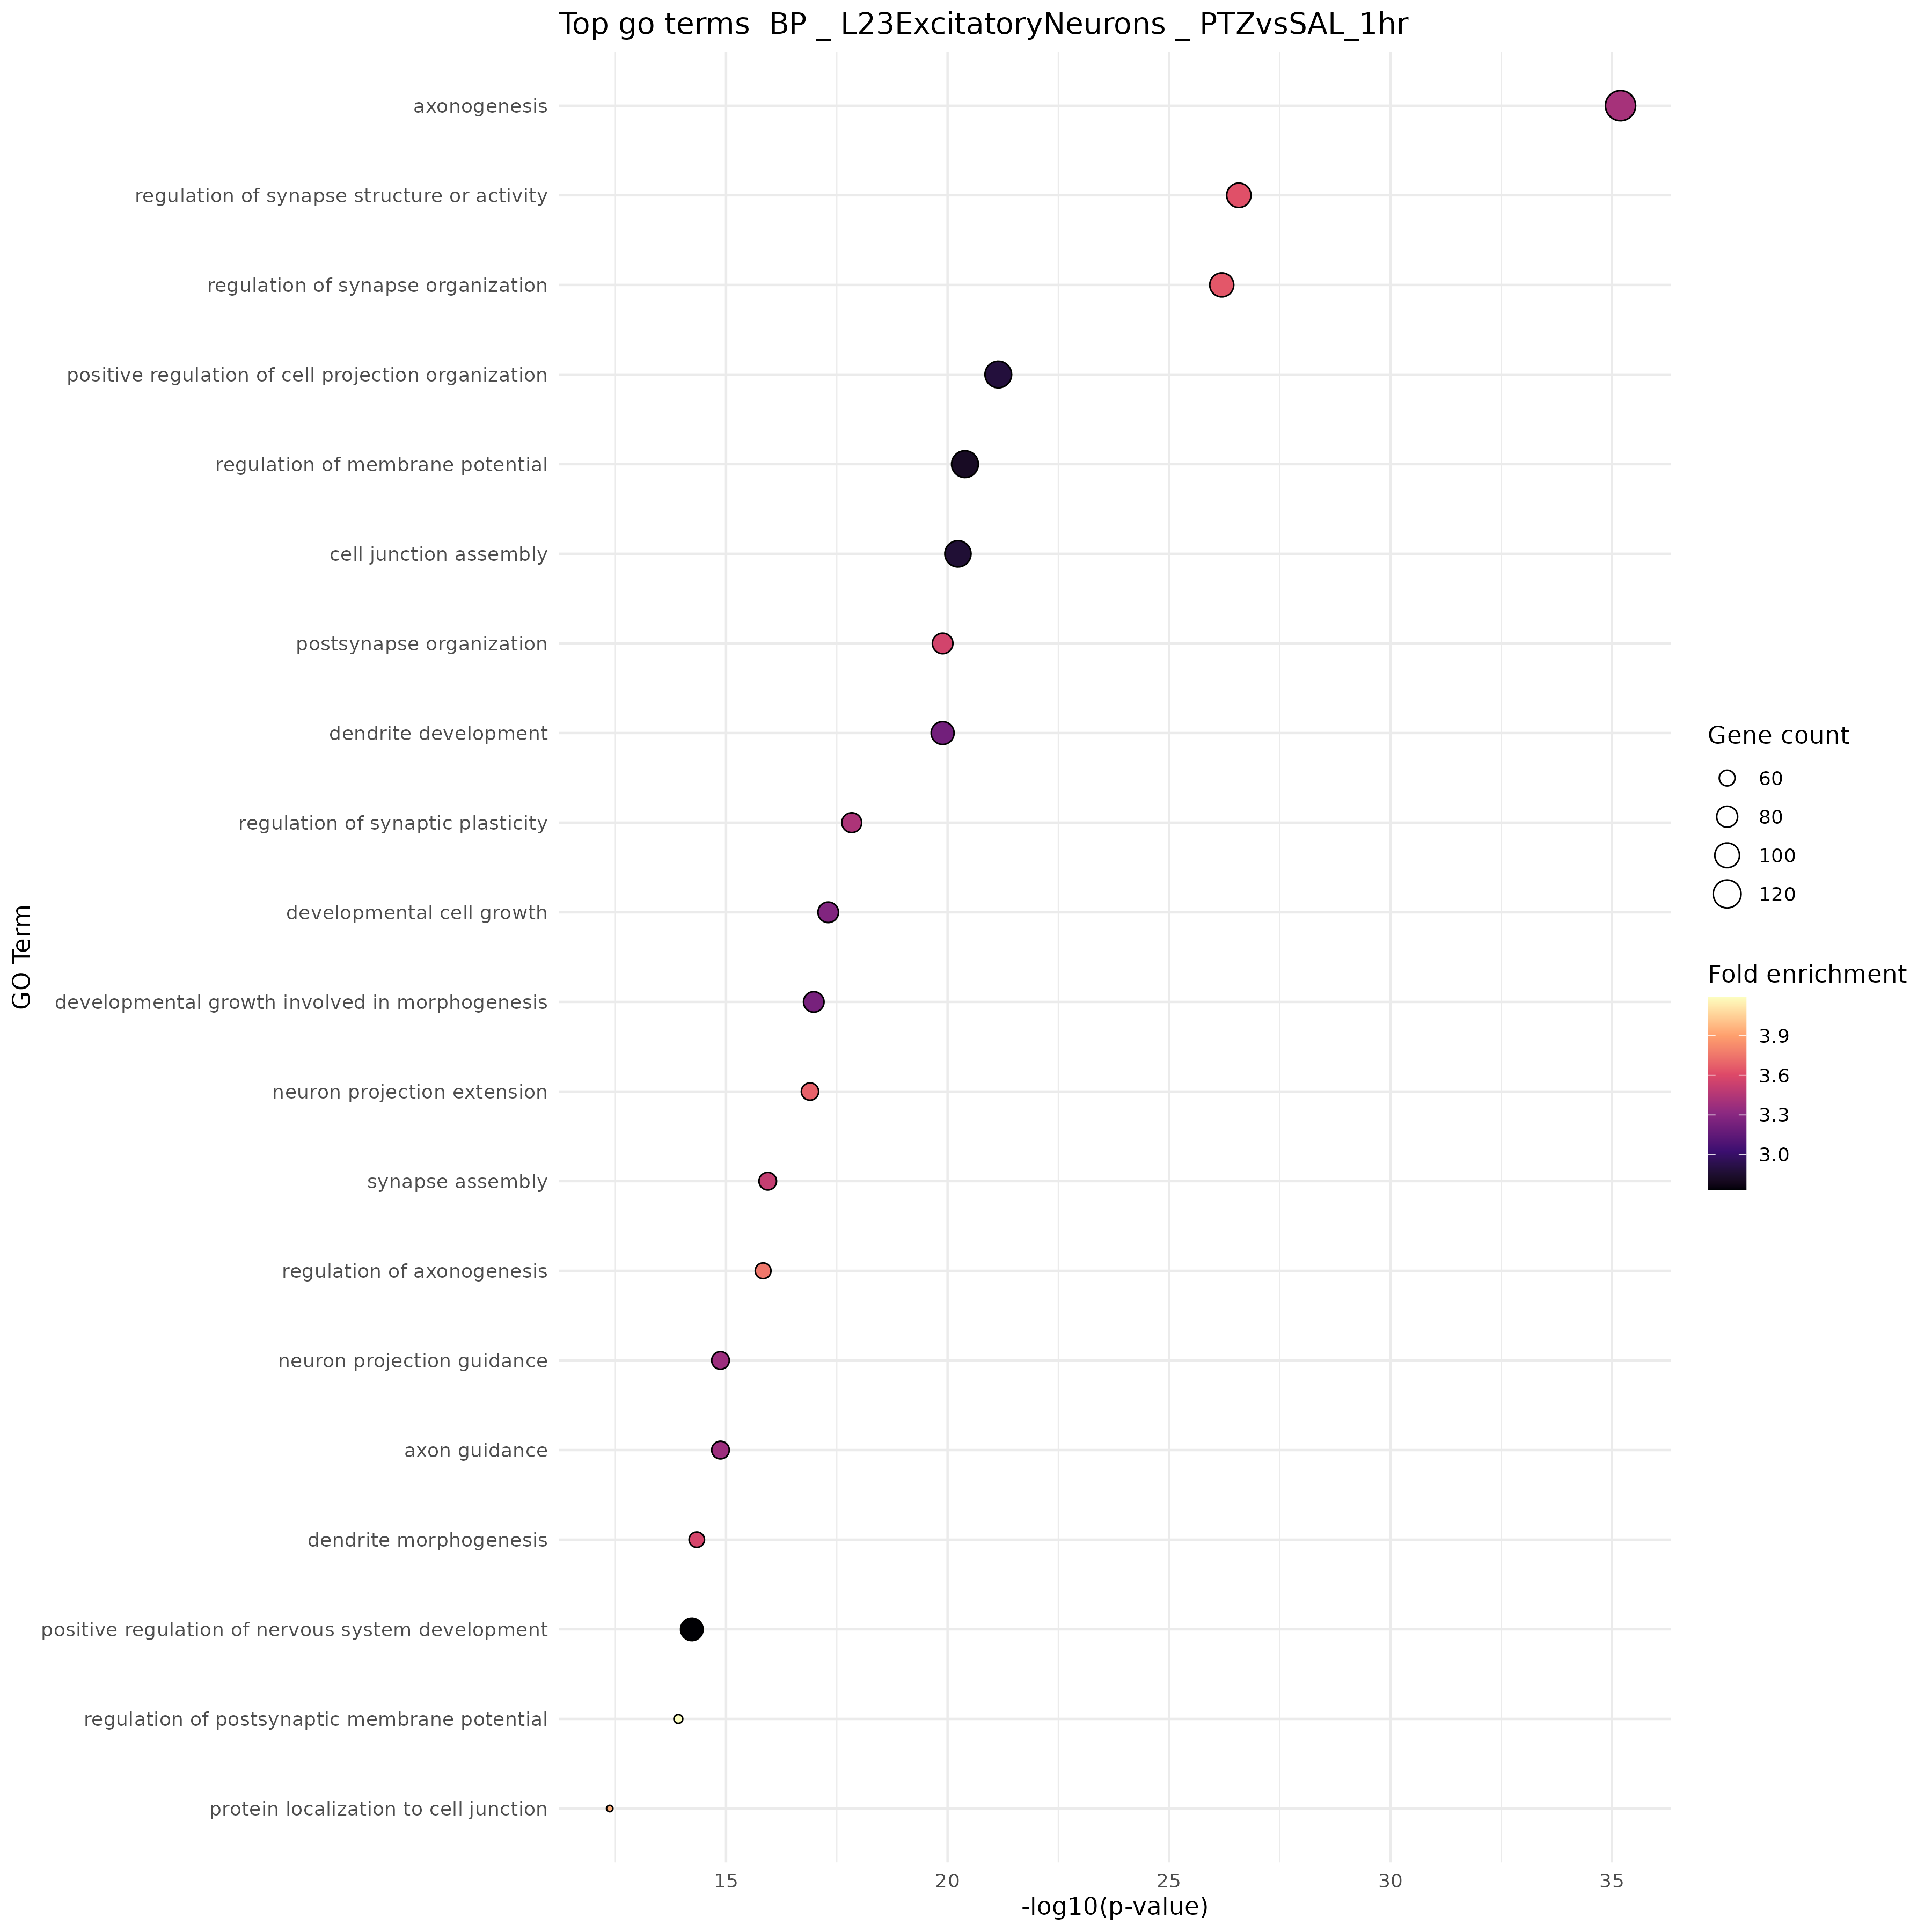 Top go terms  BP _ L23ExcitatoryNeurons _ PTZvsSAL_1hr
axonogenesis
regulation of synapse structure or activity
regulation of synapse organization
positive regulation of cell projection organization
regulation of membrane potential
cell junction assembly
postsynapse organization
dendrite development
regulation of synaptic plasticity
developmental cell growth
developmental growth involved in morphogenesis
neuron projection extension
synapse assembly
regulation of axonogenesis
neuron projection guidance
axon guidance
dendrite morphogenesis
positive regulation of nervous system development
regulation of postsynaptic membrane potential
protein localization to cell junction
GO Term
15 20 25 30 35
-log10(p-value)
Gene count
60
80
100
120
Fold enrichment
3.9
3.6
3.3
3.0